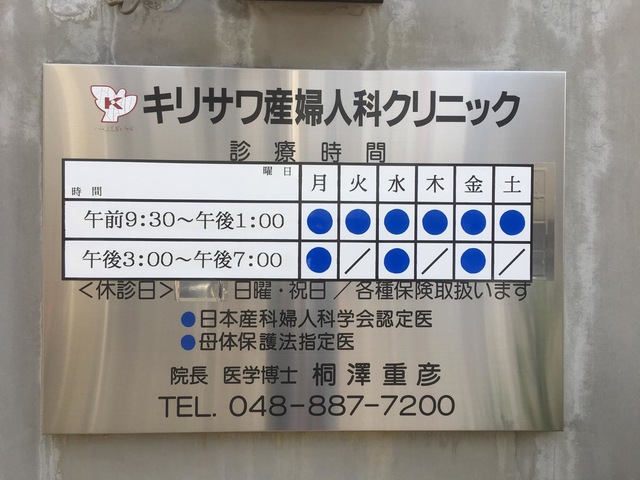 K
キリサワ産婦人科クリニック
診療時間
曜日 時間 月 火 水 木 金 土
午前9:30〜午後1:00 ● ● ● ● ● ●
午後3:00〜午後7:00 ● ／ ● ／ ● ／
＜休診日＞ 日曜・祝日／各種保険取扱います
●日本産科婦人科学会認定医
●母体保護法指定医
院長 医学博士 桐澤重彦
TEL. 048-887-7200